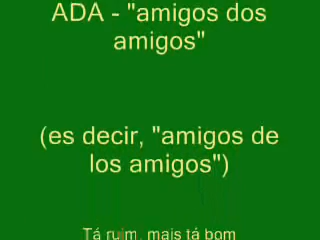 ADA - "amigos dos
amigos"
(es decir, "amigos de
los amigos")
Tá ruim, mais tá bom